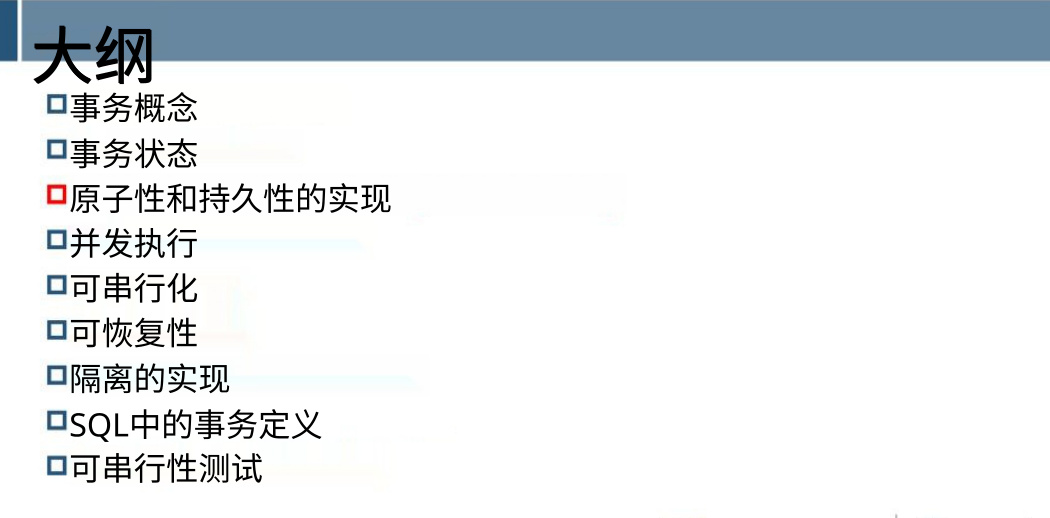 大纲
事务概念
事务状态
原子性和持久性的实现
并发执行
可串行化
可恢复性
隔离的实现
SQL中的事务定义
可串行性测试